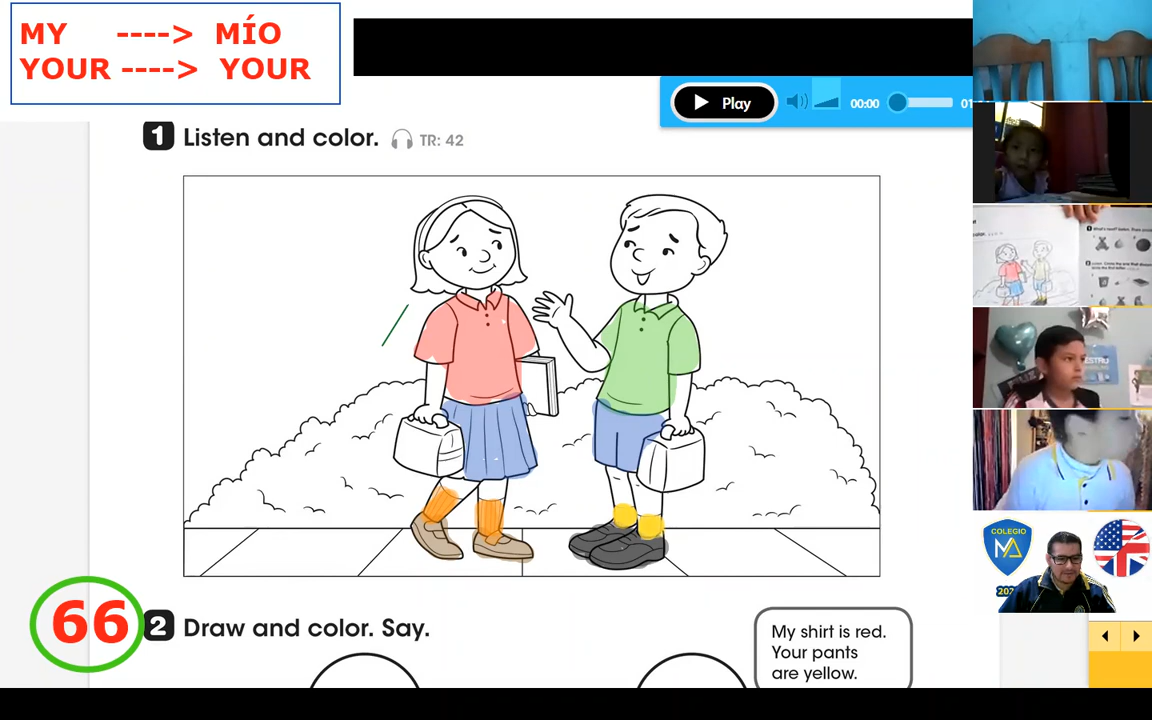 MY ----> MÍO
YOUR ----> YOUR
Play
00:00
1 Listen and color. TR: 42
66
2 Draw and color. Say.
My shirt is red.
Your pants
are yellow.
COLEGIO